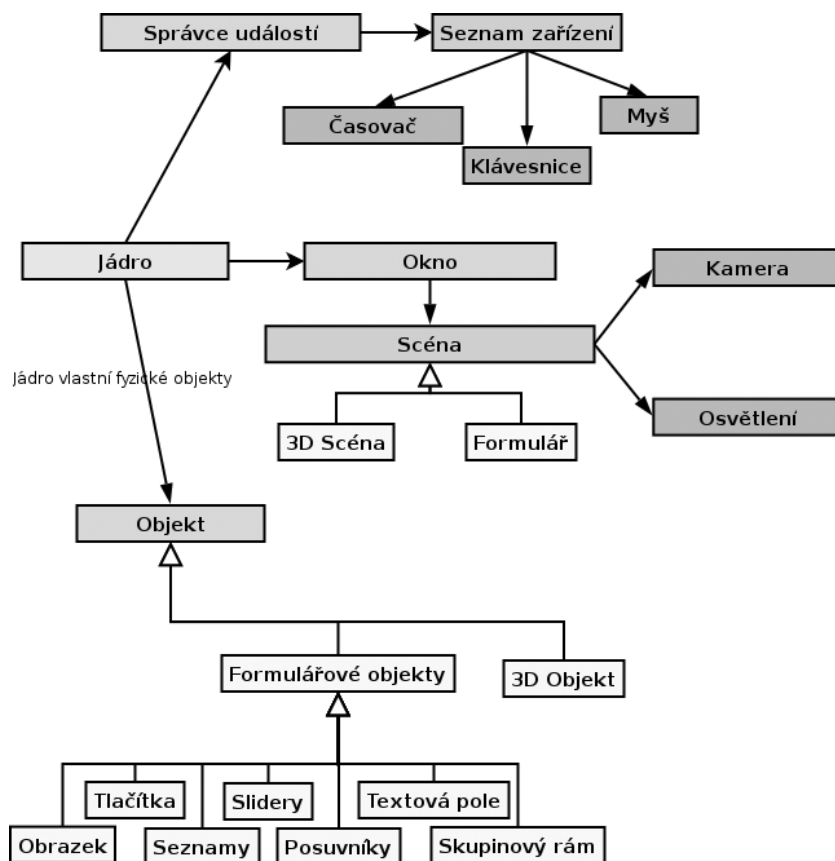 Správce událostí
Seznam zařízení
Časovač
Myš
Klávesnice
Jádro
Okno
Kamera
Scéna
Jádro vlastní fyzické objekty
3D Scéna
Formulář
Osvětlení
Objekt
Formulářové objekty
3D Objekt
Tlačítka
Slidery
Textová pole
Obrazek
Seznamy
Posuvníky
Skupinový rám